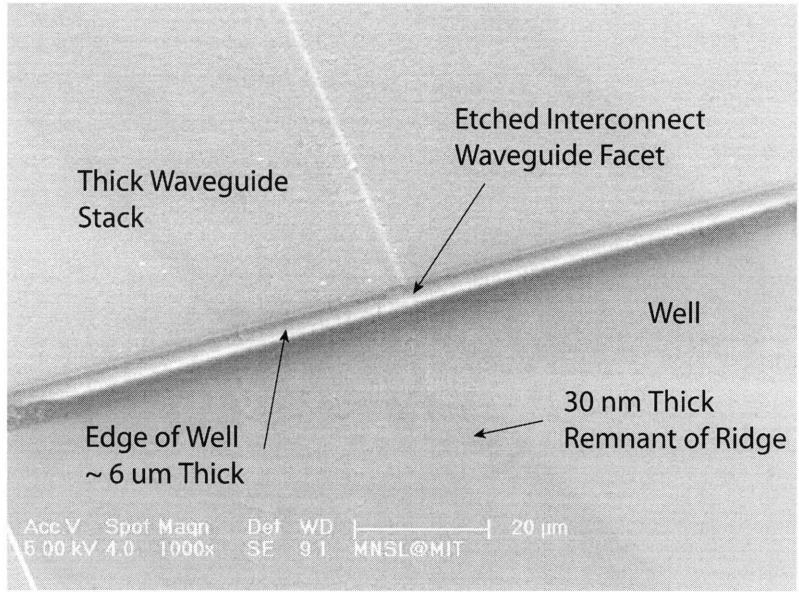 Etched Interconnect
Waveguide Facet
Thick Waveguide
Stack
Well
30 nm Thick
Remnant of Ridge
Edge of Well
~ 6 um Thick
Acc.V Spot Magn Det WD 20 µm
5.00 kV 4.0 1000x SE 9.1 MNSL@MIT